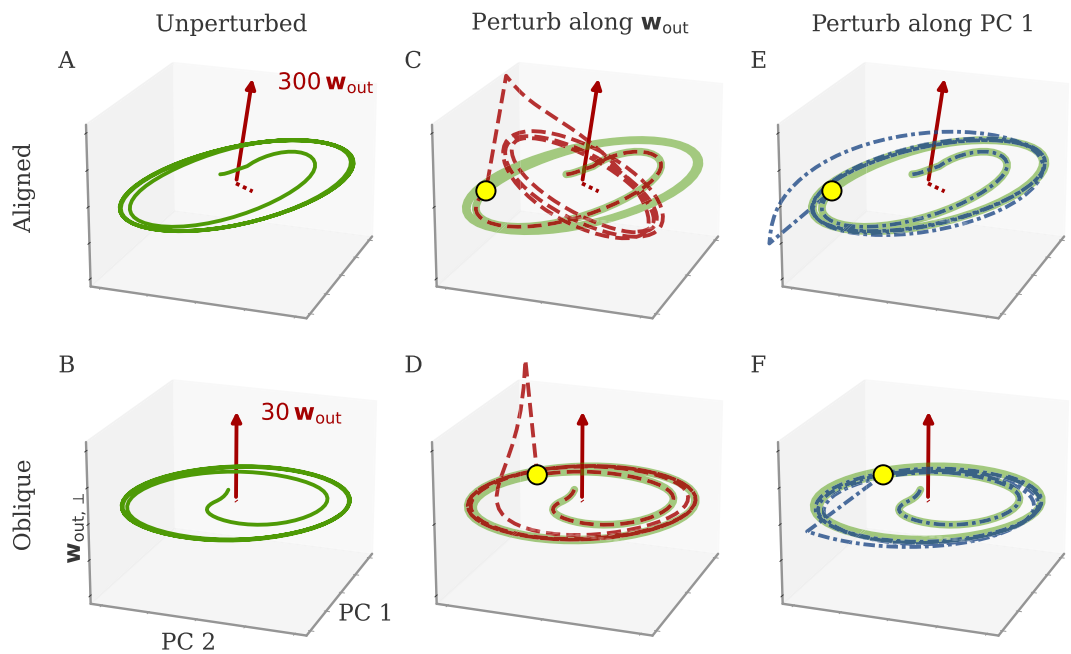 Unperturbed
Perturb along w_out
Perturb along PC 1
A
C
E
300 w_out
Aligned
B
D
F
30 w_out
Oblique
w_out, ⊥
PC 1
PC 2